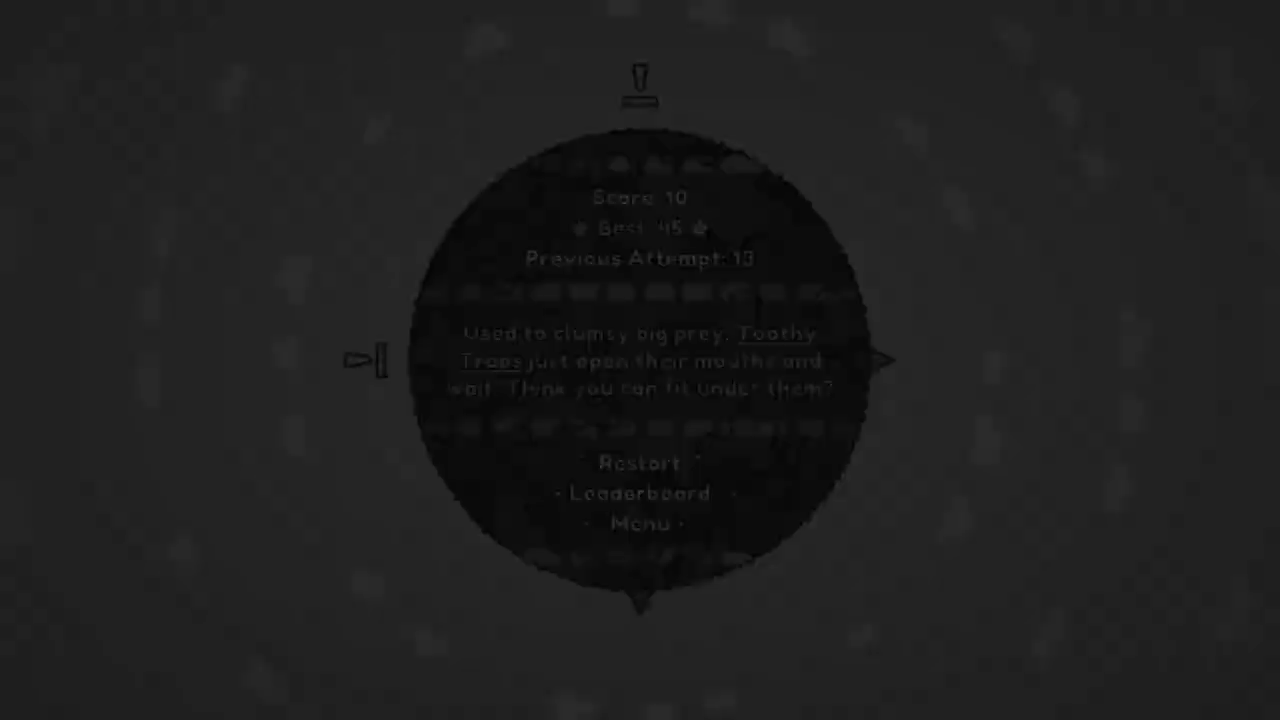 Score: 10
Best: 45
Previous Attempt: 13
Used to clumsy big prey, Toothy
Traps just open their mouths and
wait. Think you can fit under them?
Restart
Leaderboard
Menu